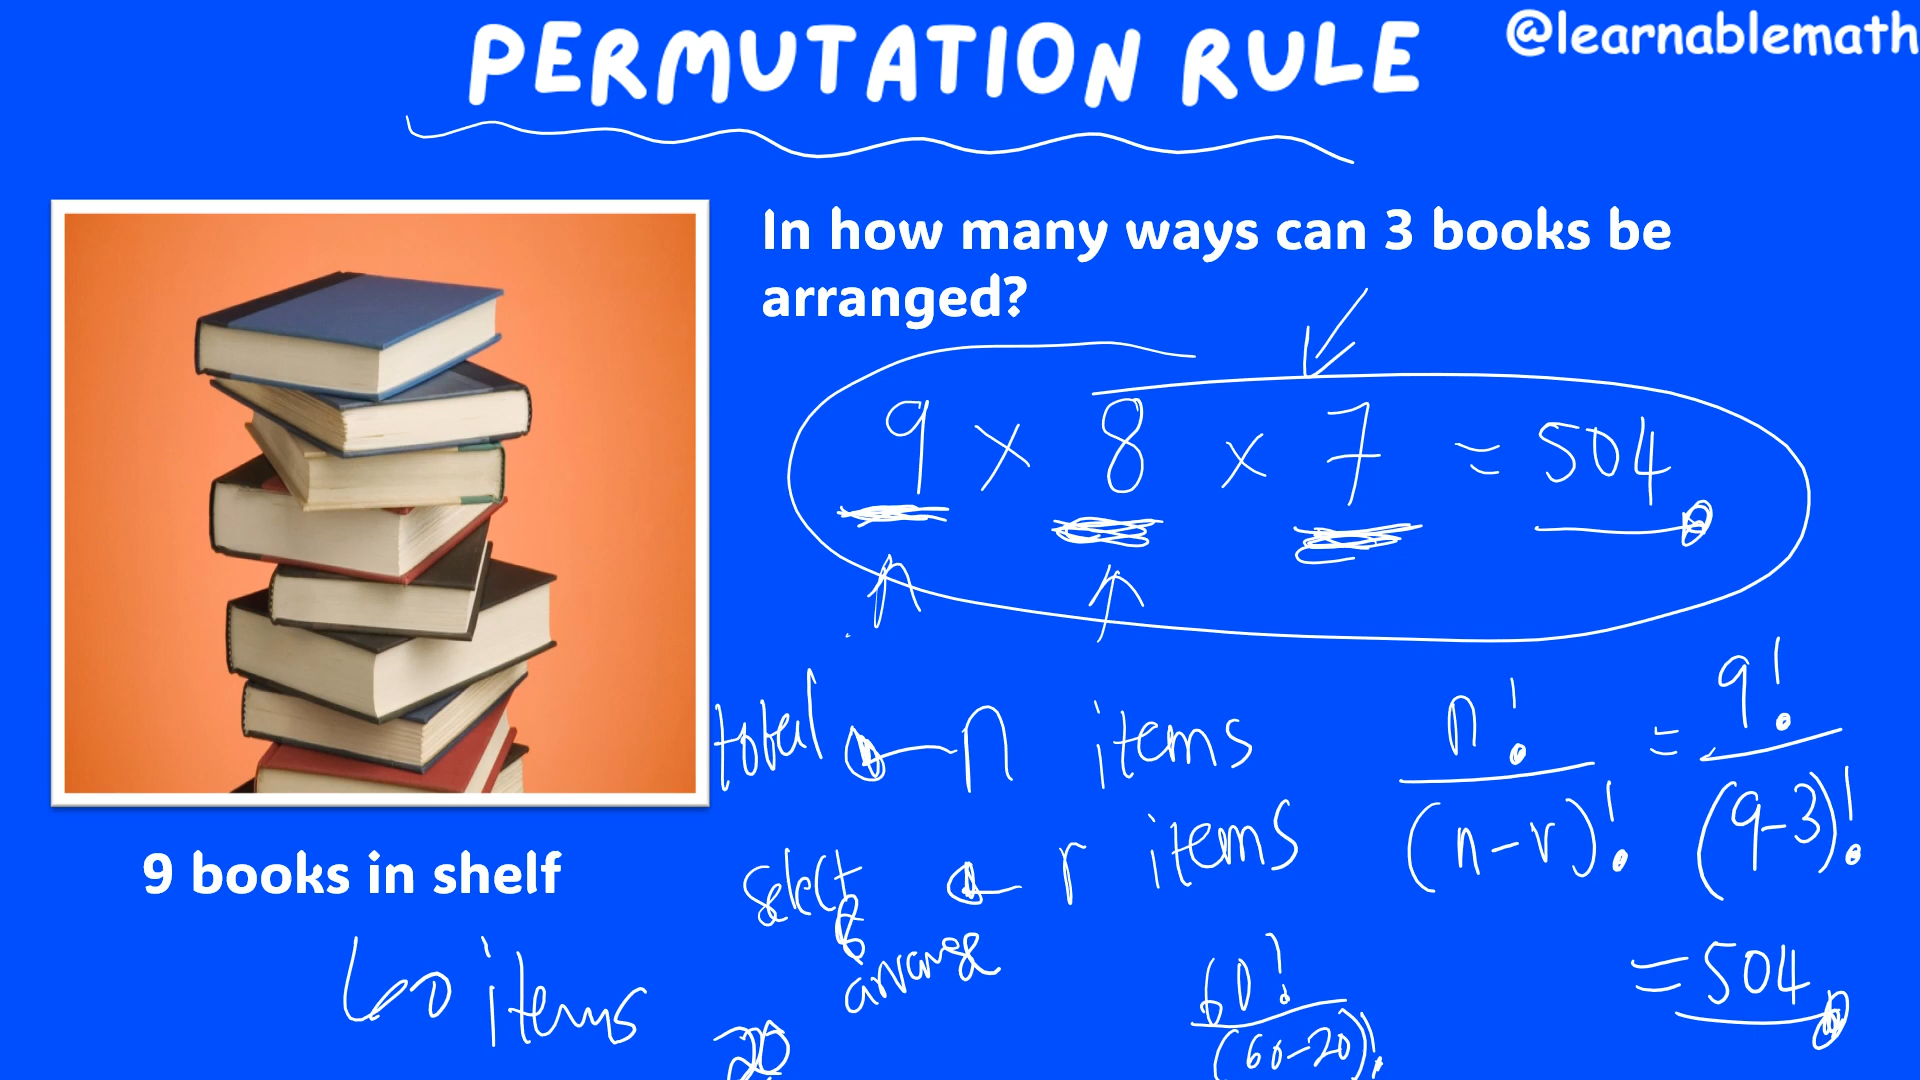 PERMUTATION RULE
@learnablemath
In how many ways can 3 books be
arranged?
9 × 8 × 7 = 504
total ← n items
select & arrange ← r items
n! / (n-r)! = 9! / (9-3)!
= 504
9 books in shelf
60 items
20
60! / (60-20)!